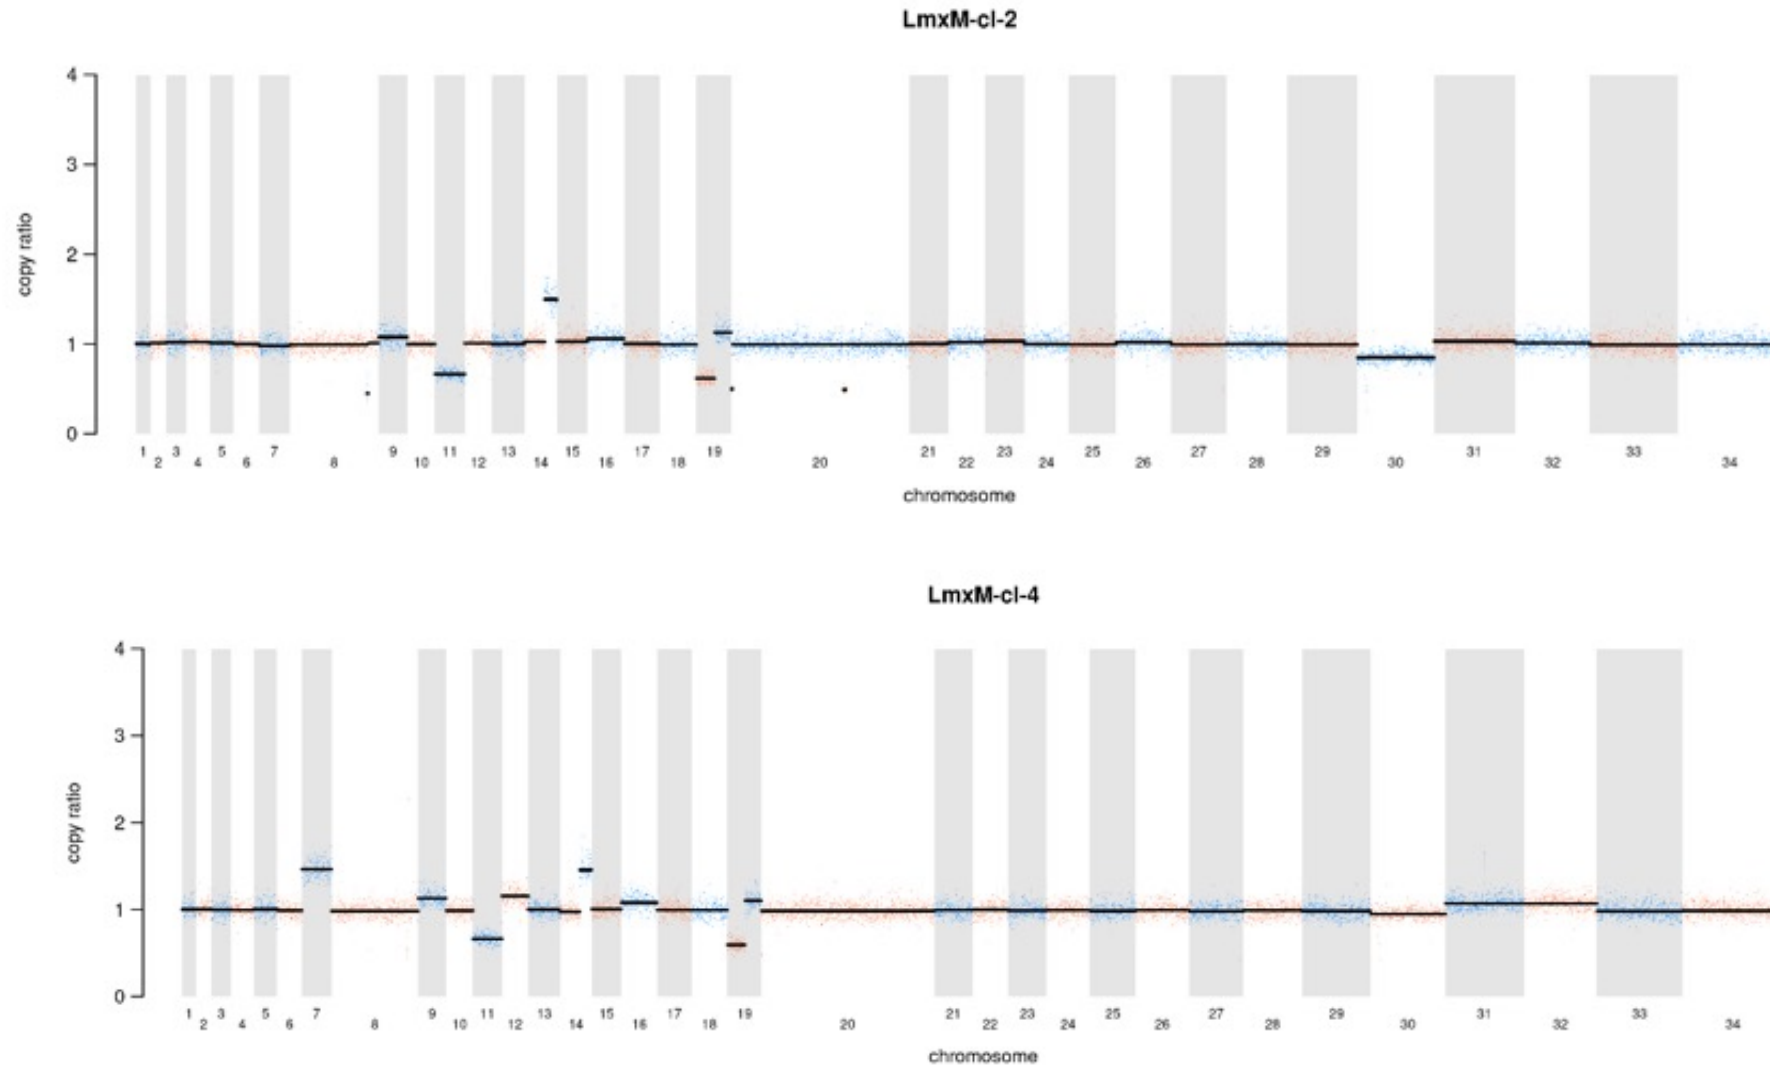 LmxM-cl-2
4
3
2
1
0
copy ratio
1 3 5 7 9 11 13 15 16 17 19 21 23 25 27 29 31 33
2 4 6 8 10 12 14 16 18 20 22 24 26 28 30 32 34
chromosome
LmxM-cl-4
4
3
2
1
0
copy ratio
1 3 5 7 9 11 13 15 17 19 21 23 25 27 29 31 33
2 4 6 8 10 12 14 16 18 20 22 24 26 28 30 32 34
chromosome